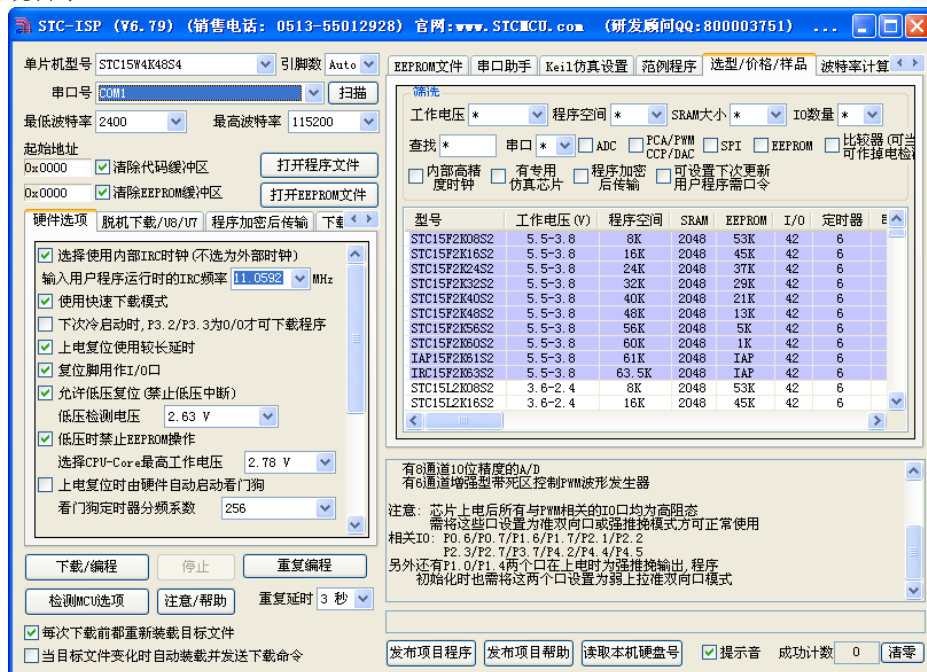 STC-ISP (V6.79) (销售电话: 0513-55012928) 官网:www.STCMCU.com (研发顾问QQ:800003751) ...
单片机型号 STC15W4K48S4 引脚数 Auto
串口号 COM1 扫描
最低波特率 2400 最高波特率 115200
起始地址
0x0000 清除代码缓冲区 打开程序文件
0x0000 清除EEPROM缓冲区 打开EEPROM文件
硬件选项 脱机下载/U8/U7 程序加密后传输 下载
选择使用内部IRC时钟(不选为外部时钟)
输入用户程序运行时的IRC频率 11.0592 MHz
使用快速下载模式
下次冷启动时,P3.2/P3.3为0/0才可下载程序
上电复位使用较长延时
复位脚用作I/O口
允许低压复位(禁止低压中断)
低压检测电压 2.63 V
低压时禁止EEPROM操作
选择CPU-Core最高工作电压 2.78 V
上电复位时由硬件自动启动看门狗
看门狗定时器分频系数 256
下载/编程 停止 重复编程
检测MCU选项 注意/帮助 重复延时 3 秒
每次下载前都重新装载目标文件
当目标文件变化时自动装载并发送下载命令
EEPROM文件 串口助手 Keil仿真设置 范例程序 选型/价格/样品 波特率计算
筛选
工作电压 * 程序空间 * SRAM大小 * IO数量 *
查找 * 串口 * ADC PCA/PWM CCP/DAC SPI EEPROM 比较器(可当可作掉电检
内部高精度时钟 有专用仿真芯片 程序加密后传输 可设置下次更新用户程序需口令
型号 工作电压(V) 程序空间 SRAM EEPROM I/O 定时器
STC15F2K08S2 5.5-3.8 8K 2048 53K 42 6
STC15F2K16S2 5.5-3.8 16K 2048 45K 42 6
STC15F2K24S2 5.5-3.8 24K 2048 37K 42 6
STC15F2K32S2 5.5-3.8 32K 2048 29K 42 6
STC15F2K40S2 5.5-3.8 40K 2048 21K 42 6
STC15F2K48S2 5.5-3.8 48K 2048 13K 42 6
STC15F2K56S2 5.5-3.8 56K 2048 5K 42 6
STC15F2K60S2 5.5-3.8 60K 2048 1K 42 6
IAP15F2K61S2 5.5-3.8 61K 2048 IAP 42 6
IRC15F2K63S2 5.5-3.8 63.5K 2048 IAP 42 6
STC15L2K08S2 3.6-2.4 8K 2048 53K 42 6
STC15L2K16S2 3.6-2.4 16K 2048 45K 42 6
有8通道10位精度的A/D
有6通道增强型带死区控制PWM波形发生器
注意: 芯片上电后所有与PWM相关的IO口均为高阻态
需将这些口设置为准双向口或强推挽模式方可正常使用
相关IO: P0.6/P0.7/P1.6/P1.7/P2.1/P2.2
P2.3/P2.7/P3.7/P4.2/P4.4/P4.5
另外还有P1.0/P1.4两个口在上电时为强推挽输出,程序
初始化时也需将这两个口设置为弱上拉准双向口模式
发布项目程序 发布项目帮助 读取本机硬盘号 提示音 成功计数 0 清零